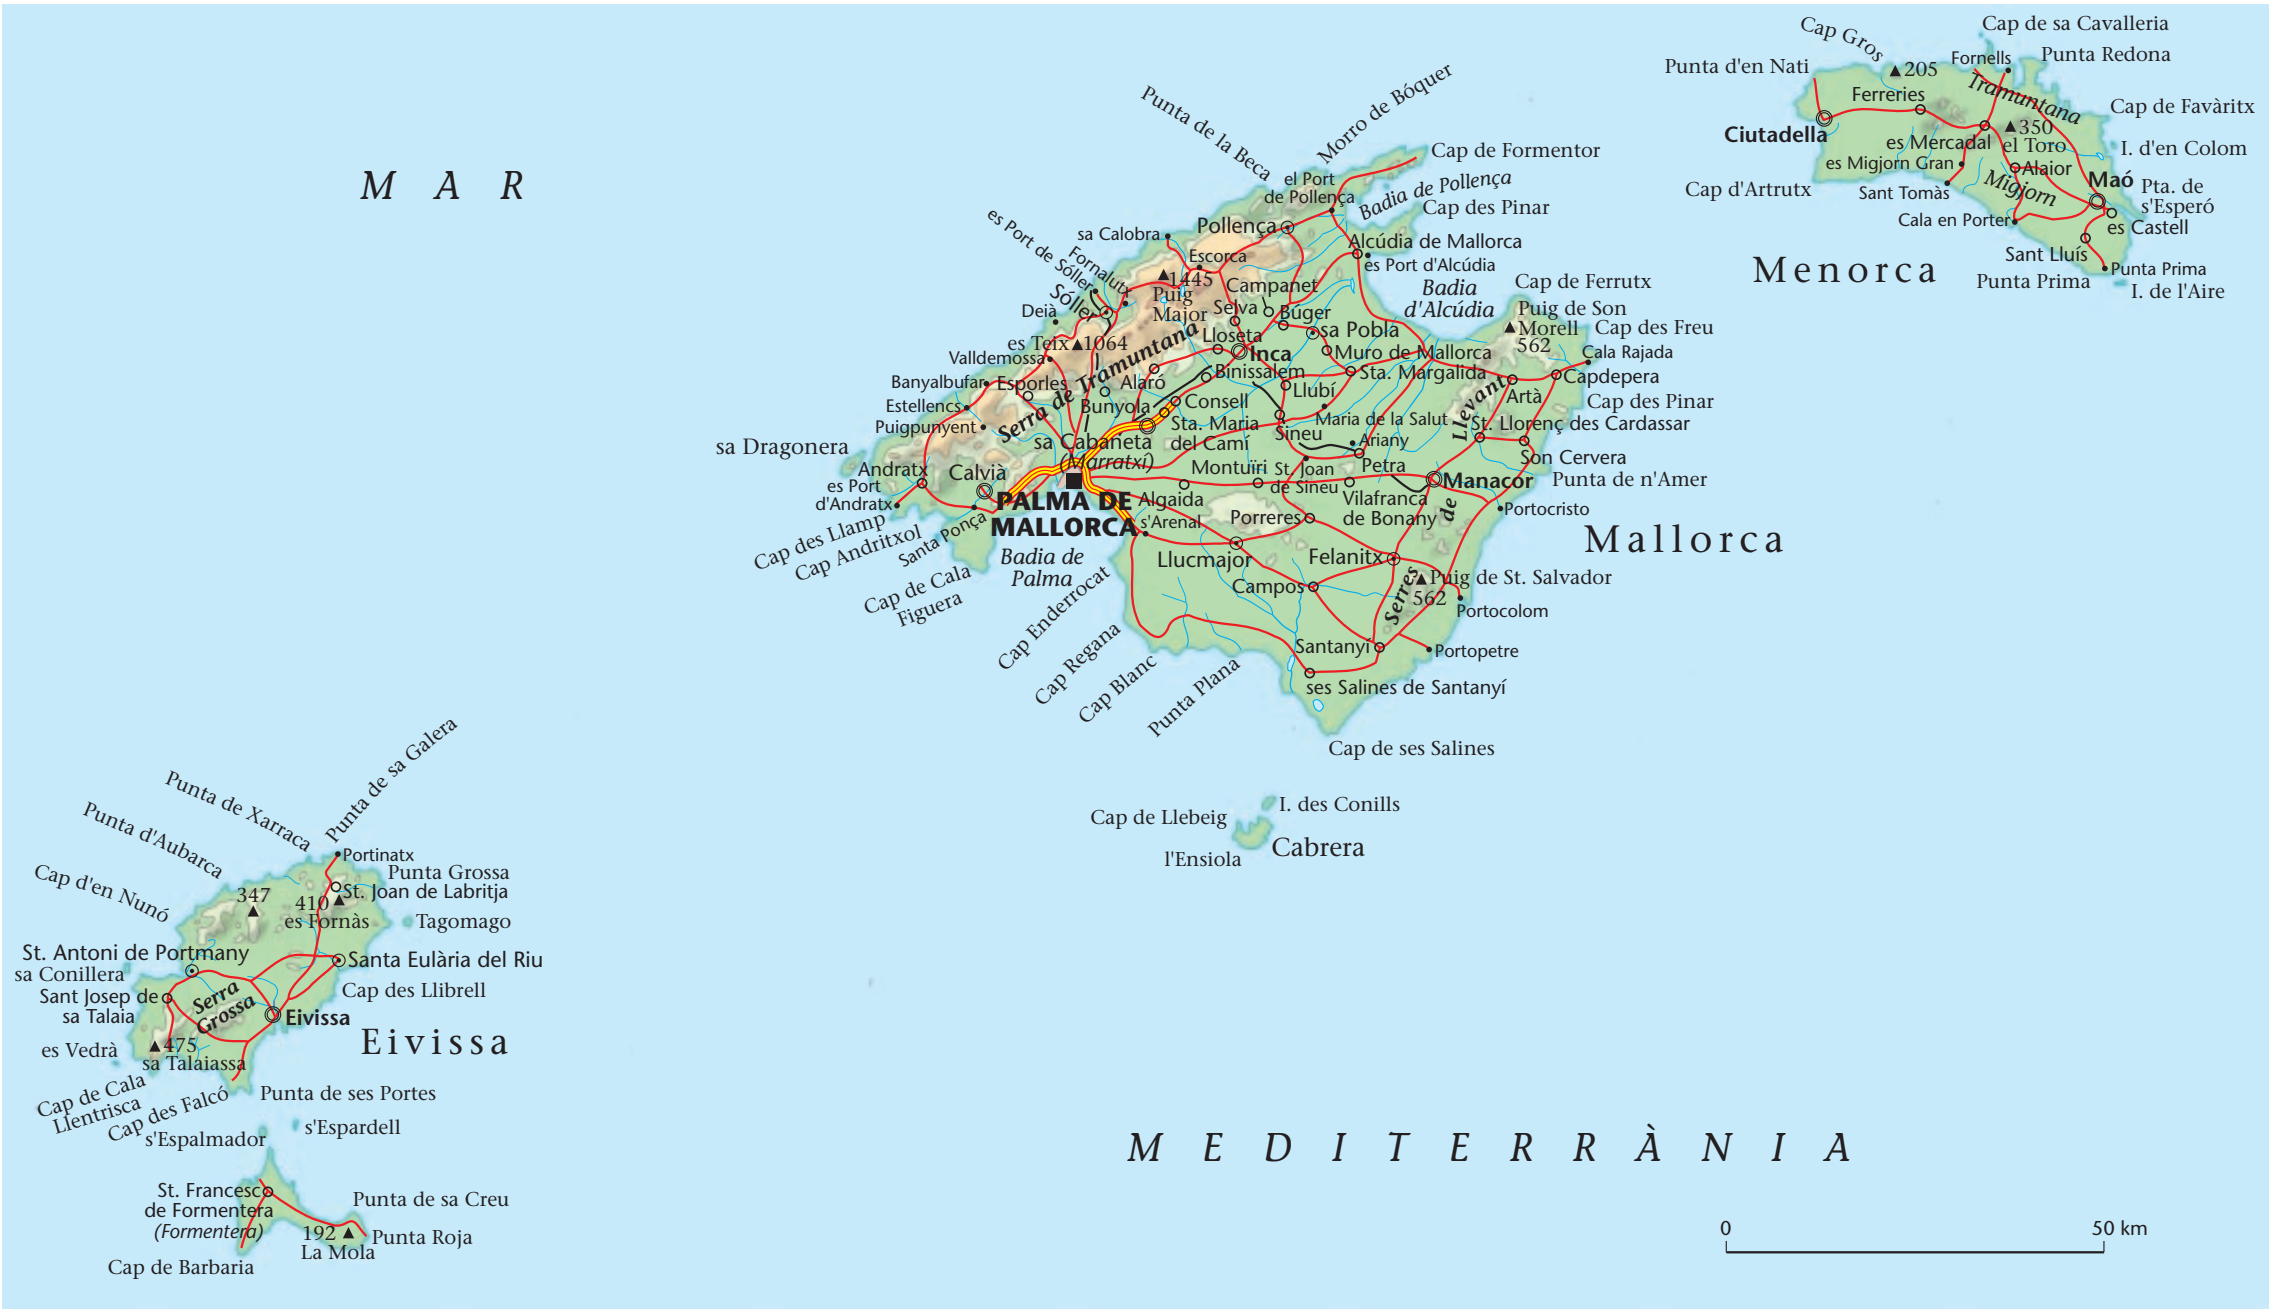 Cap de sa Cavalleria
Cap Gros
Punta d'en Nati
205
Fornells
Punta Redona
Tramuntana
Ferreries
Cap de Favàritx
Ciutadella
350
es Mercadal
el Toro
I. d'en Colom
es Migjorn Gran
Alaior
Cap d'Artrutx
Sant Tomàs
Migjorn
Maó
Pta. de
s'Esperó
Cala en Porter
es Castell
Sant Lluís
Menorca
Punta Prima
Punta Prima
I. de l'Aire
MAR
Punta de la Beca
Morro de Bóquer
Cap de Formentor
el Port
de Pollença
Badia de Pollença
Cap des Pinar
es Port de Sóller
sa Calobra
Pollença
Alcúdia de Mallorca
es Port d'Alcúdia
Badia
d'Alcúdia
Fornalutx
Escorca
1445
Puig
Major
Campanet
Cap de Ferrutx
Sóller
Deià
Selva
Búger
Puig de Son
Morell
562
Cap des Freu
es Teix
1064
Lloseta
sa Pobla
Cala Rajada
Valldemossa
Inca
Muro de Mallorca
Banyalbufar
Esporles
Serra de Tramuntana
Alaró
Binissalem
Sta. Margalida
Capdepera
Estellencs
Bunyola
Consell
Llubí
Llevant
Artà
Cap des Pinar
Puigpunyent
Sta. Maria
del Camí
Maria de la Salut
St. Llorenç des Cardassar
sa Dragonera
sa Cabaneta
(Marratxí)
Sineu
Ariany
Son Cervera
Andratx
Calvià
Montuïri
St. Joan
de Sineu
Petra
es Port
d'Andratx
PALMA DE
MALLORCA
Algaida
Vilafranca
de Bonany
Manacor
Punta de n'Amer
s'Arenal
Porreres
de
Portocristo
Cap des Llamp
Cap Andritxol
Santa Ponça
Badia de
Palma
Mallorca
Llucmajor
Felanitx
Cap de Cala
Figuera
Cap Enderrocat
Campos
Serres
Puig de St. Salvador
562
Portocolom
Cap Regana
Cap Blanc
Punta Plana
Santanyí
Portopetre
ses Salines de Santanyí
Cap de ses Salines
Cap de Llebeig
I. des Conills
l'Ensiola
Cabrera
Punta de sa Galera
Punta de Xarraca
Punta d'Aubarca
Portinatx
Cap d'en Nunó
Punta Grossa
347
410
St. Joan de Labritja
es Fornàs
Tagomago
St. Antoni de Portmany
sa Conillera
Santa Eulària del Riu
Sant Josep de
sa Talaia
Serra
Grossa
Cap des Llibrell
Eivissa
Eivissa
es Vedrà
475
sa Talaiassa
Cap de Cala
Llentrisca
Cap des Falcó
Punta de ses Portes
s'Espalmador
s'Espardell
St. Francesc
de Formentera
(Formentera)
Punta de sa Creu
192
La Mola
Punta Roja
Cap de Barbaria
MEDITERRÀNIA
0
50 km